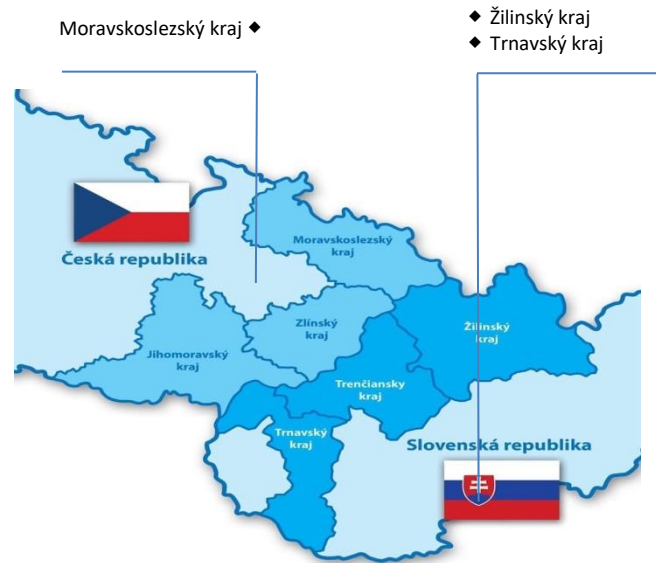 Moravskoslezský kraj ◆
◆ Žilinský kraj
◆ Trnavský kraj
Moravskoslezský
kraj
Česká republika
Zlínský
kraj
Žilinský
kraj
Jihomoravský
kraj
Trenčiansky
kraj
Trnavský
kraj
Slovenská republika